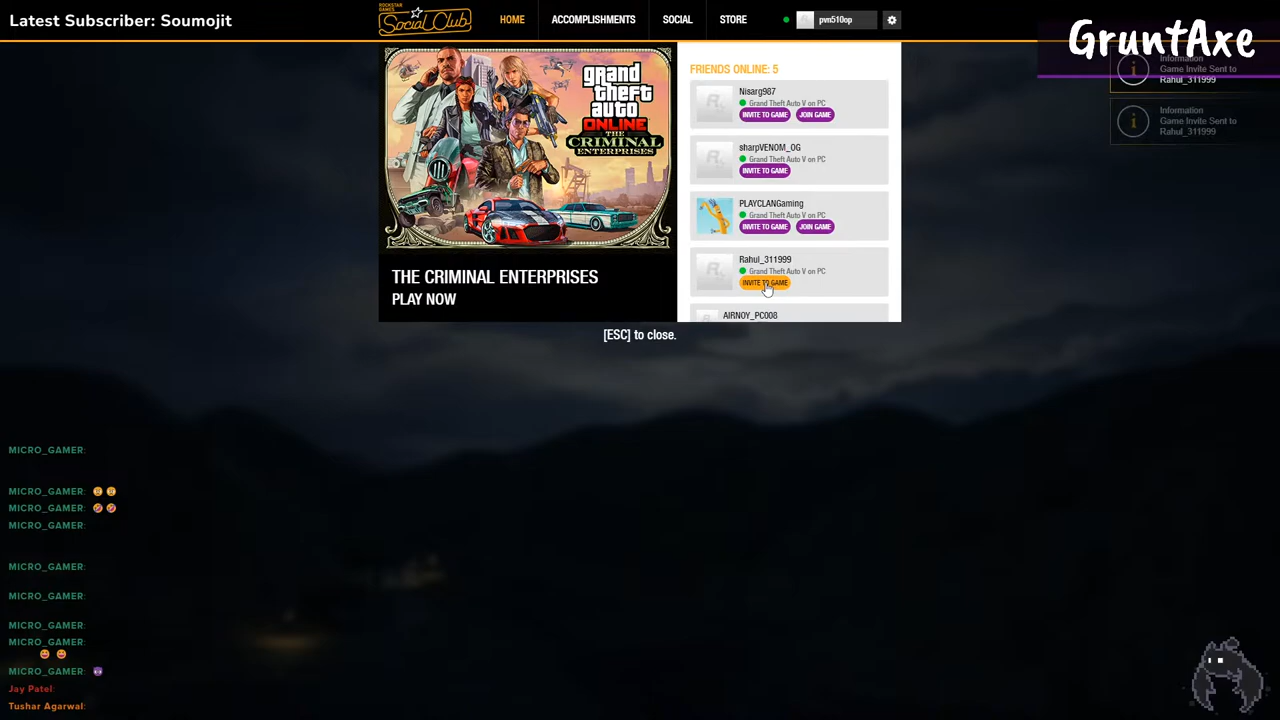 Latest Subscriber: Soumojit
ROCKSTAR GAMES
Social Club
HOME
ACCOMPLISHMENTS
SOCIAL
STORE
pvn510op
GruntAxe
Information
Game Invite Sent to
Rahul_311999
Information
Game Invite Sent to
Rahul_311999
grand
theft
auto
ONLINE
THE
CRIMINAL
ENTERPRISES
THE CRIMINAL ENTERPRISES
PLAY NOW
FRIENDS ONLINE: 5
Nisarg987
Grand Theft Auto V on PC
INVITE TO GAME JOIN GAME
sharpVENOM_OG
Grand Theft Auto V on PC
INVITE TO GAME
PLAYCLANGaming
Grand Theft Auto V on PC
INVITE TO GAME JOIN GAME
Rahul_311999
Grand Theft Auto V on PC
INVITE TO GAME
AIRNOY_PC008
[ESC] to close.
MICRO_GAMER:
MICRO_GAMER: 
MICRO_GAMER: 
MICRO_GAMER:
MICRO_GAMER:
MICRO_GAMER:
MICRO_GAMER:
MICRO_GAMER:
MICRO_GAMER:
Jay Patel:
Tushar Agarwal: